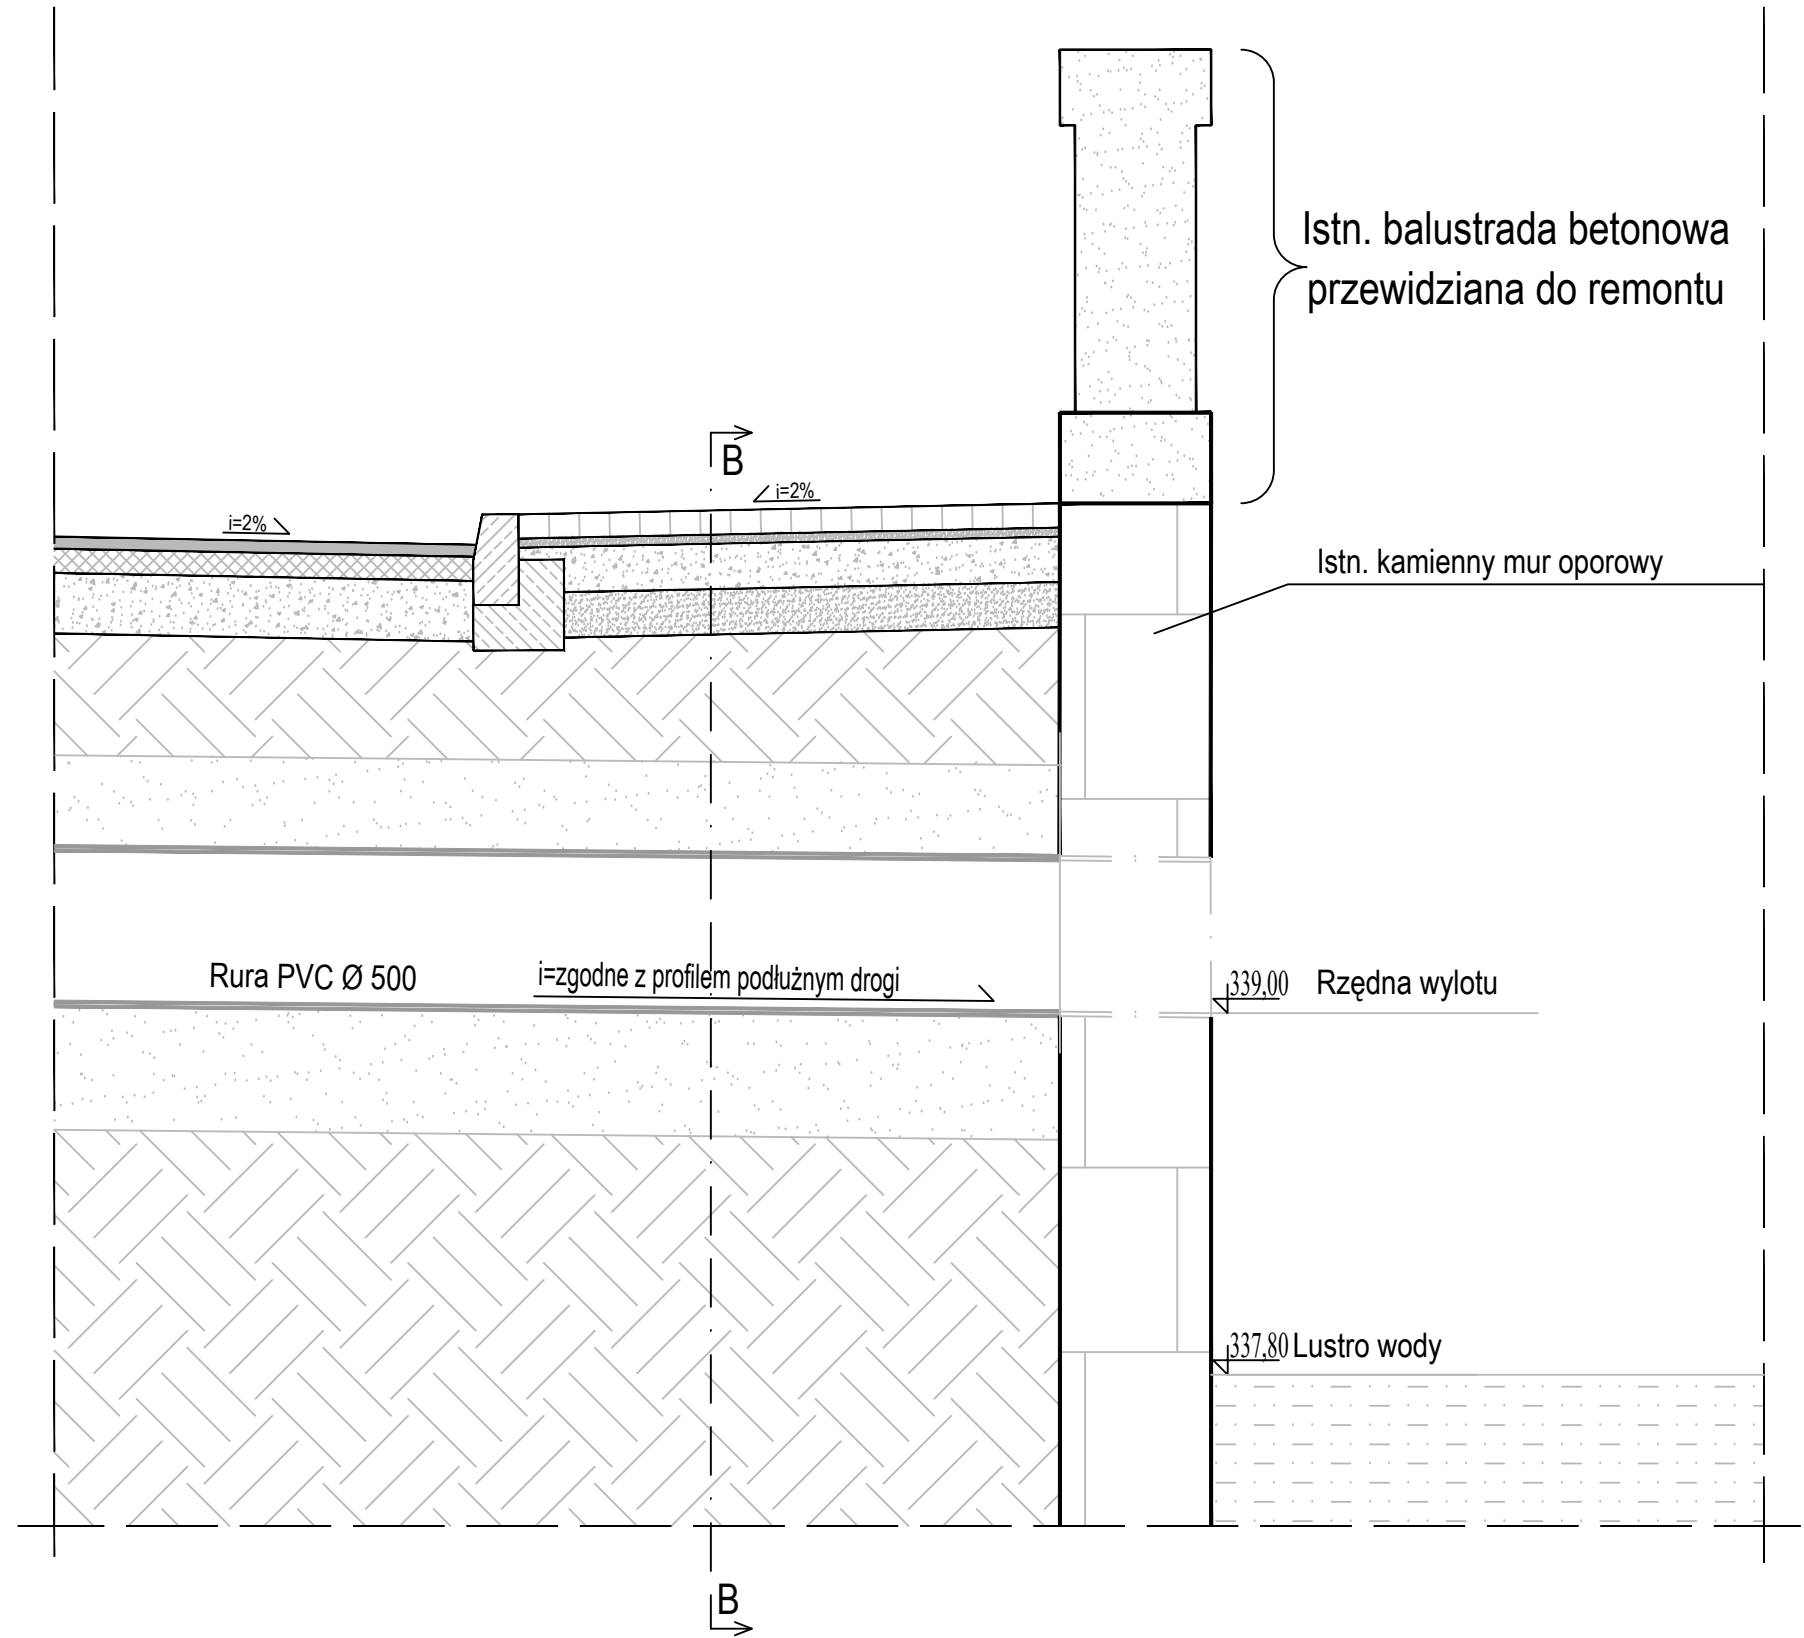 Istn. balustrada betonowa
przewidziana do remontu
B
i=2%
i=2%
Istn. kamienny mur oporowy
Rura PVC Ø 500
i=zgodne z profilem podłużnym drogi
339,00 Rzędna wylotu
337,80 Lustro wody
B